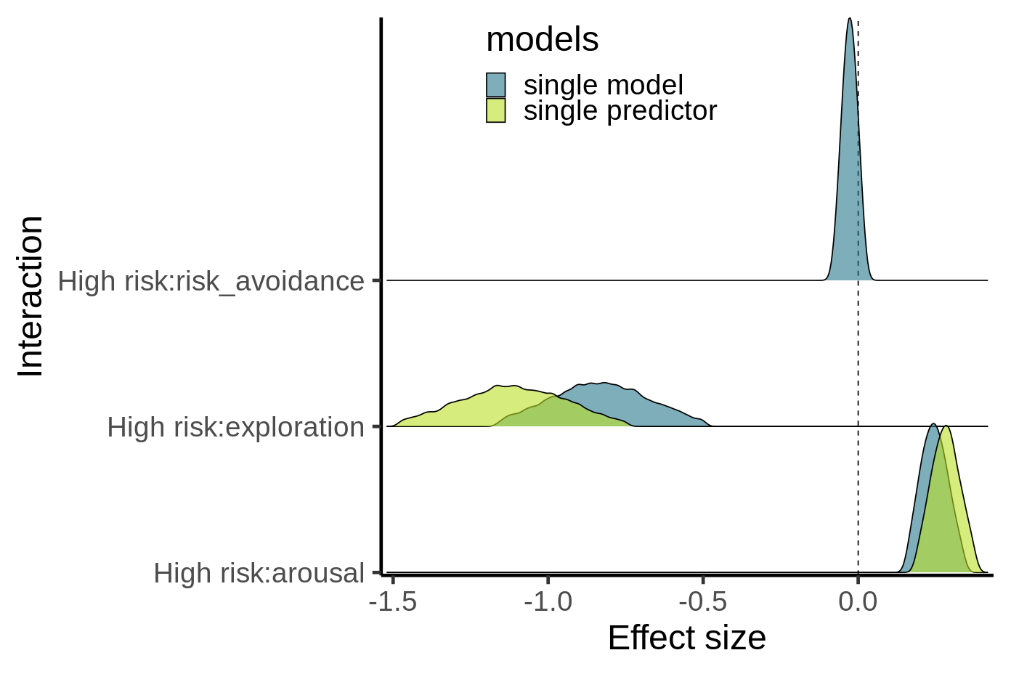 models
single model
single predictor
Interaction
High risk:risk_avoidance
High risk:exploration
High risk:arousal
-1.5 -1.0 -0.5 0.0
Effect size